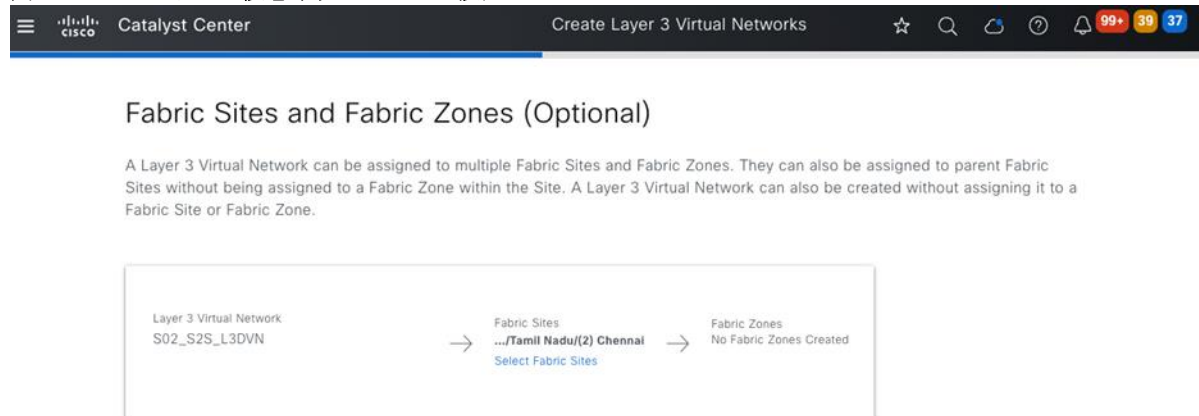 cisco
Catalyst Center
Create Layer 3 Virtual Networks
99+
39
37
Fabric Sites and Fabric Zones (Optional)
A Layer 3 Virtual Network can be assigned to multiple Fabric Sites and Fabric Zones. They can also be assigned to parent Fabric
Sites without being assigned to a Fabric Zone within the Site. A Layer 3 Virtual Network can also be created without assigning it to a
Fabric Site or Fabric Zone.
Layer 3 Virtual Network
S02_S2S_L3DVN
Fabric Sites
.../Tamil Nadu/(2) Chennai
Select Fabric Sites
Fabric Zones
No Fabric Zones Created